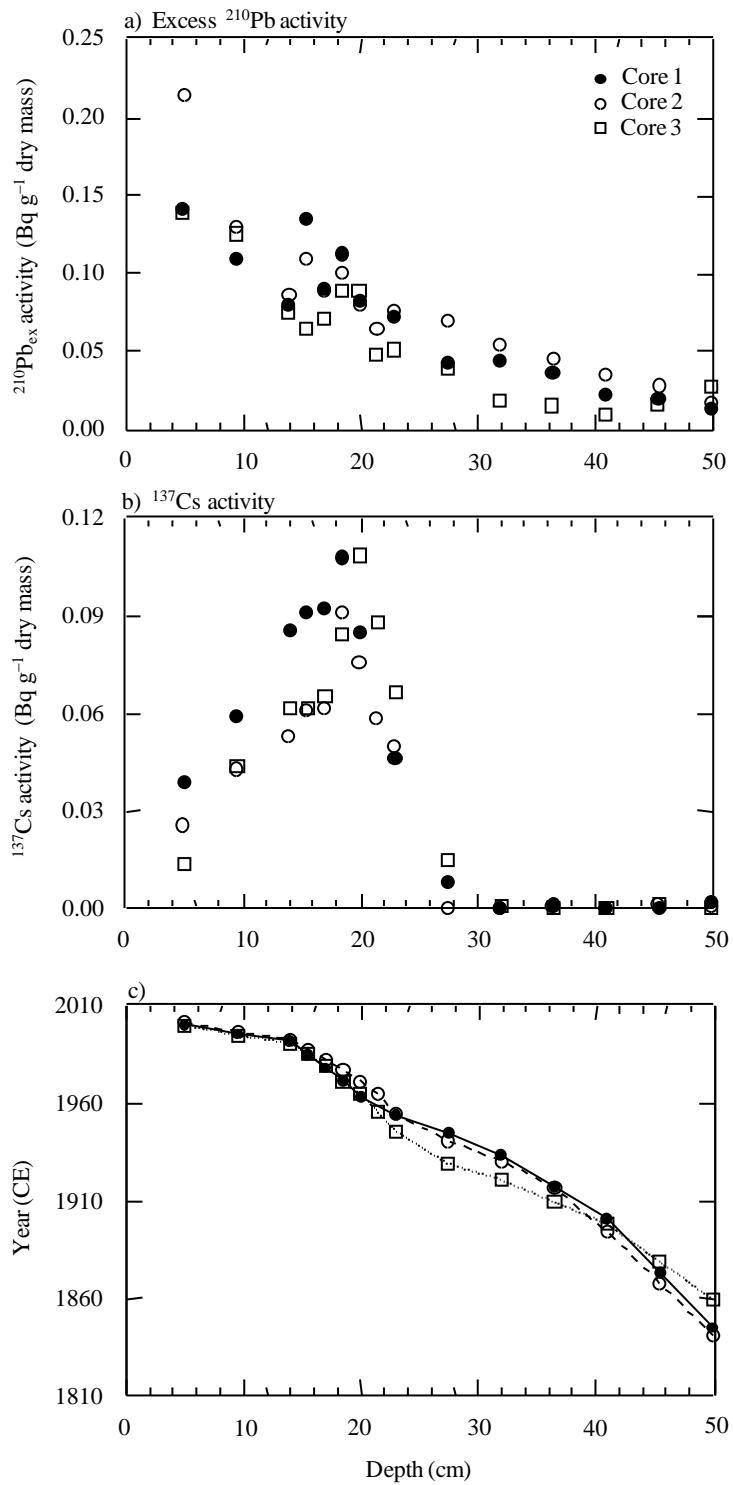 a) Excess ²¹⁰Pb activity
0.25
0.20
0.15
0.10
0.05
0.00
²¹⁰Pbₑₓ activity (Bq g⁻¹ dry mass)
Core 1
Core 2
Core 3
0 10 20 30 40 50
b) ¹³⁷Cs activity
0.12
0.09
0.06
0.03
0.00
¹³⁷Cs activity (Bq g⁻¹ dry mass)
0 10 20 30 40 50
c)
2010
1960
1910
1860
1810
Year (CE)
0 10 20 30 40 50
Depth (cm)